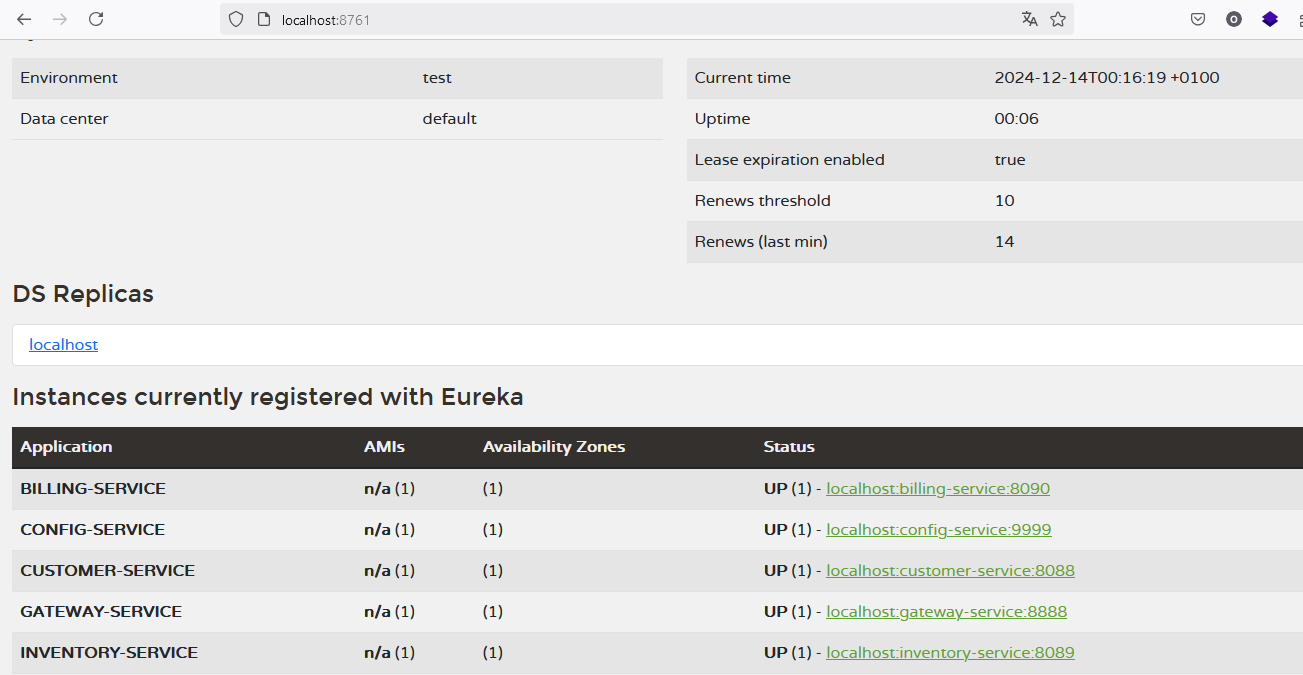 localhost:8761
Environment test
Data center default
Current time 2024-12-14T00:16:19 +0100
Uptime 00:06
Lease expiration enabled true
Renews threshold 10
Renews (last min) 14
DS Replicas
localhost
Instances currently registered with Eureka
Application AMIs Availability Zones Status
BILLING-SERVICE n/a (1) (1) UP (1) - localhost:billing-service:8090
CONFIG-SERVICE n/a (1) (1) UP (1) - localhost:config-service:9999
CUSTOMER-SERVICE n/a (1) (1) UP (1) - localhost:customer-service:8088
GATEWAY-SERVICE n/a (1) (1) UP (1) - localhost:gateway-service:8888
INVENTORY-SERVICE n/a (1) (1) UP (1) - localhost:inventory-service:8089